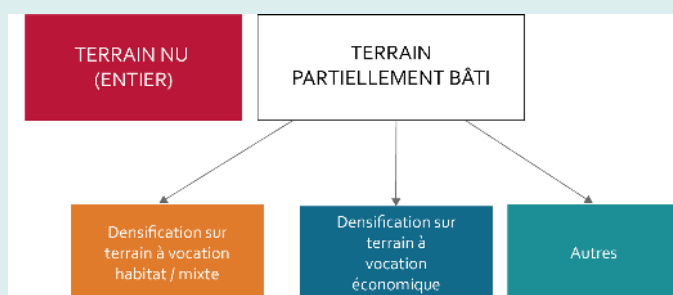 TERRAIN NU
(ENTIER)
TERRAIN
PARTIELLEMENT BÂTI
Densification sur
terrain à vocation
habitat / mixte
Densification sur
terrain à
vocation
économique
Autres